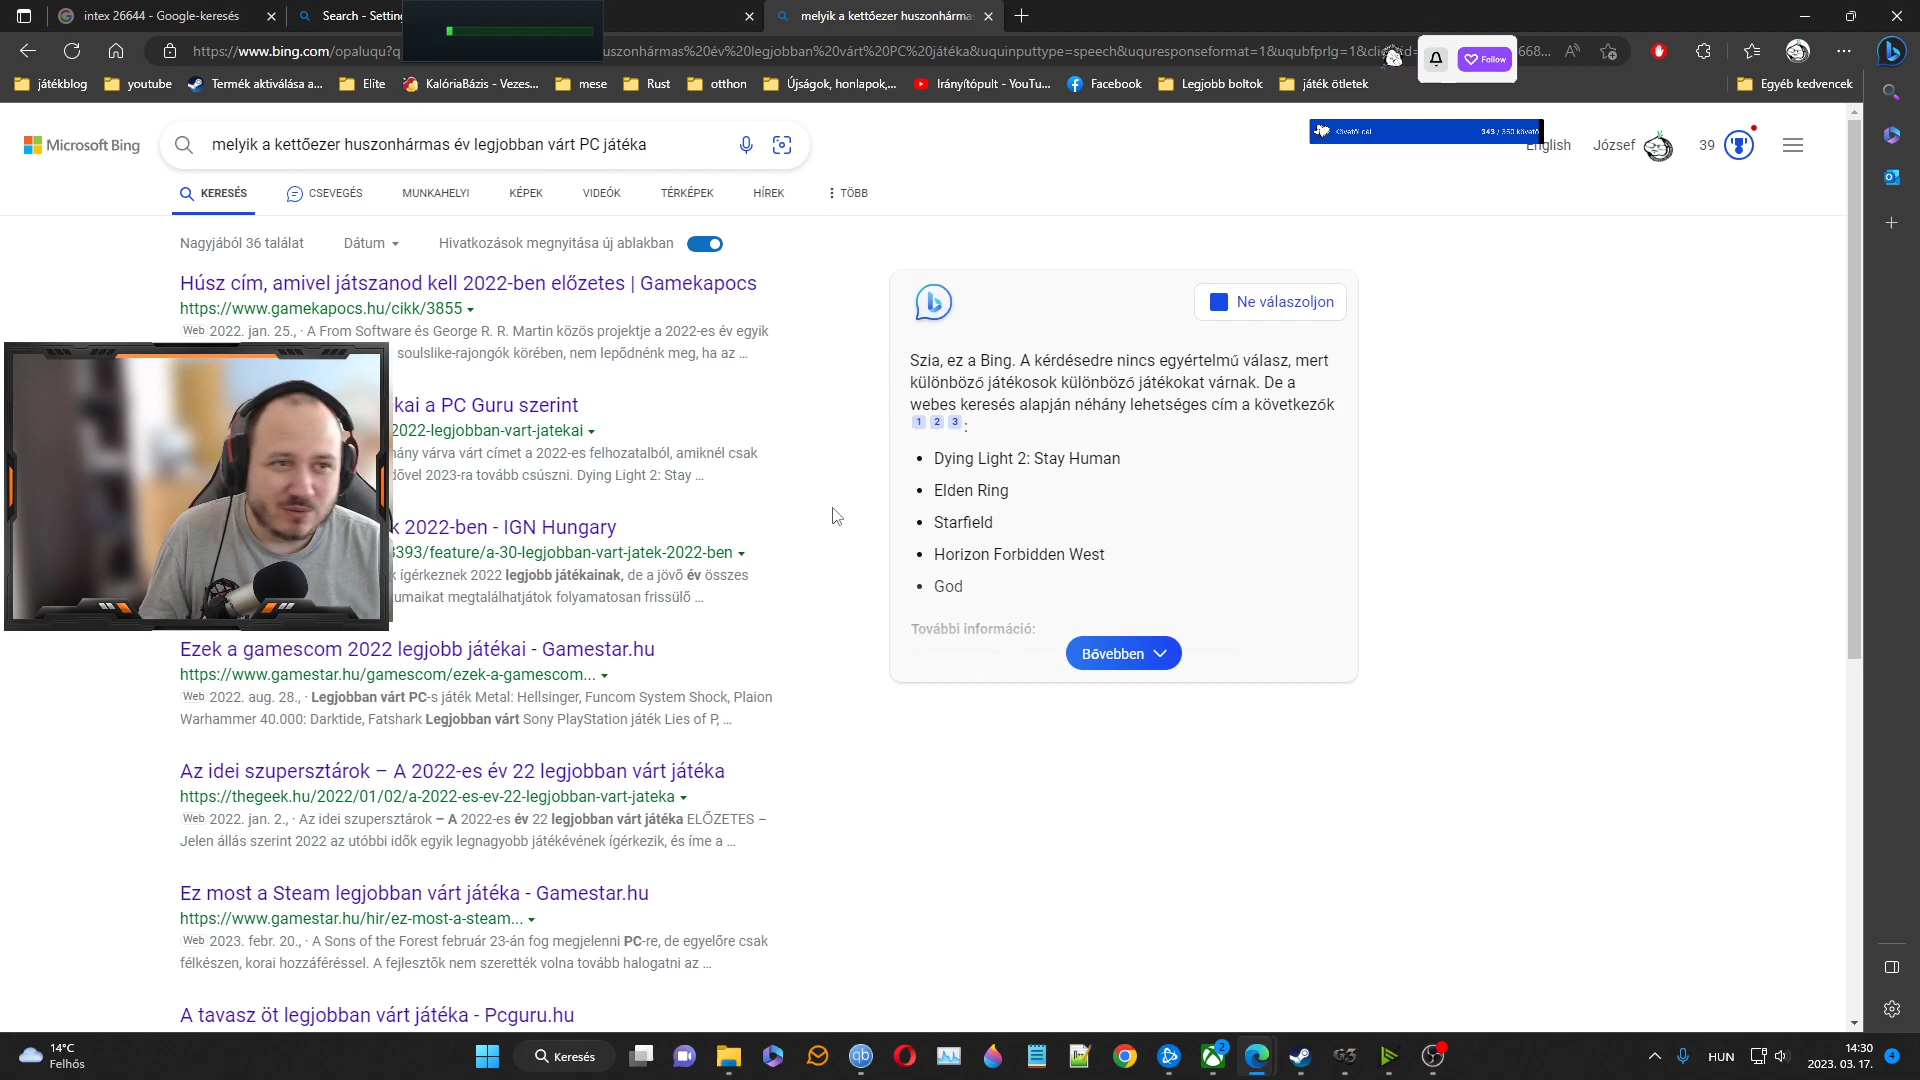 intex 26644 - Google-keresés
Search - Setting
melyik a kettőezer huszonhárma
https://www.bing.com/opaluqu?q
uszonhármas%20év%20legjobban%20várt%20PC%20játéka&uquinputtype=speech&uquresponseformat=1&uqubfprlg=1&cli
668...
Follow
játékblog
youtube
Termék aktiválása a...
Elite
KalóriaBázis - Vezes...
mese
Rust
otthon
Újságok, honlapok,...
Irányítópult - YouTu...
Facebook
Legjobb boltok
játék ötletek
Egyéb kedvencek
Microsoft Bing
melyik a kettőezer huszonhármas év legjobban várt PC játéka
Követői cél
343 / 350 követő
English
József
39
KERESÉS
CSEVEGÉS
MUNKAHELYI
KÉPEK
VIDEÓK
TÉRKÉPEK
HÍREK
TÖBB
Nagyjából 36 találat
Dátum
Hivatkozások megnyitása új ablakban
Húsz cím, amivel játszanod kell 2022-ben előzetes | Gamekapocs
https://www.gamekapocs.hu/cikk/3855
Web 2022. jan. 25., · A From Software és George R. R. Martin közös projektje a 2022-es év egyik
soulslike-rajongók körében, nem lepődnénk meg, ha az ...
kai a PC Guru szerint
2022-legjobban-vart-jatekai
hány várva várt címet a 2022-es felhozatalból, amiknél csak
dővel 2023-ra tovább csúszni. Dying Light 2: Stay ...
k 2022-ben - IGN Hungary
3393/feature/a-30-legjobban-vart-jatek-2022-ben
k ígérkeznek 2022 legjobb játékainak, de a jövő év összes
umaikat megtalálhatjátok folyamatosan frissülő ...
Ezek a gamescom 2022 legjobb játékai - Gamestar.hu
https://www.gamestar.hu/gamescom/ezek-a-gamescom...
Web 2022. aug. 28., · Legjobban várt PC-s játék Metal: Hellsinger, Funcom System Shock, Plaion
Warhammer 40.000: Darktide, Fatshark Legjobban várt Sony PlayStation játék Lies of P, ...
Az idei szupersztárok – A 2022-es év 22 legjobban várt játéka
https://thegeek.hu/2022/01/02/a-2022-es-ev-22-legjobban-vart-jateka
Web 2022. jan. 2., · Az idei szupersztárok – A 2022-es év 22 legjobban várt játéka ELŐZETES –
Jelen állás szerint 2022 az utóbbi idők egyik legnagyobb játékévének ígérkezik, és íme a ...
Ez most a Steam legjobban várt játéka - Gamestar.hu
https://www.gamestar.hu/hir/ez-most-a-steam...
Web 2023. febr. 20., · A Sons of the Forest február 23-án fog megjelenni PC-re, de egyelőre csak
félkészen, korai hozzáféréssel. A fejlesztők nem szerették volna tovább halogatni az ...
A tavasz öt legjobban várt játéka - Pcguru.hu
Ne válaszoljon
Szia, ez a Bing. A kérdésedre nincs egyértelmű válasz, mert
különböző játékosok különböző játékokat várnak. De a
webes keresés alapján néhány lehetséges cím a következők
1 2 3 :
• Dying Light 2: Stay Human
• Elden Ring
• Starfield
• Horizon Forbidden West
• God
További információ:
Bővebben
14°C
Felhős
Keresés
2
HUN
14:30
2023. 03. 17.
4